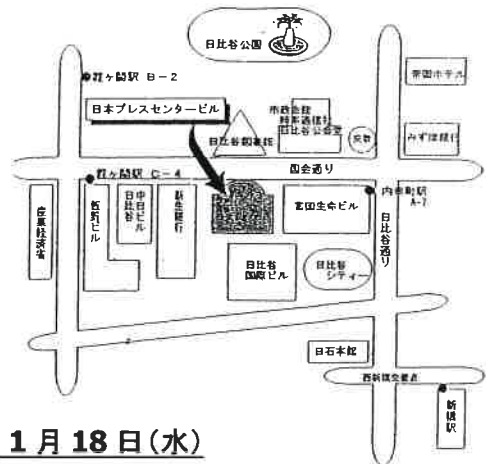 日比谷公園
霞ヶ関駅 B-2
帝国ホテル
日本プレスセンタービル
市政会館
時事通信社
日比谷公会堂
日比谷図書館
交番
みずほ銀行
霞ヶ関駅 C-4
国会通り
内幸町駅
A-7
経済産業省
飯野ビル
日比谷
中日ビル
新生銀行
富国生命ビル
日比谷通り
日比谷
国際ビル
日比谷
シティー
日石本館
西新橋交差点
新橋駅
1月18日(水)